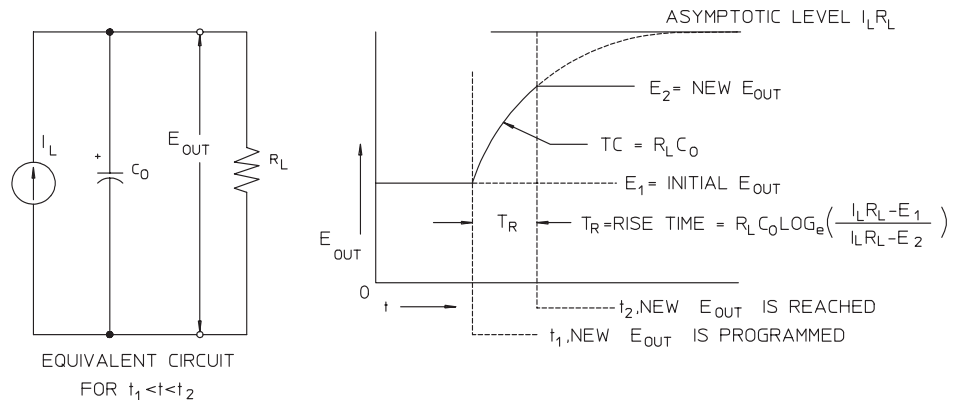 I_L
+
C_O
E_OUT
R_L
EQUIVALENT CIRCUIT
FOR t_1 <t<t_2
ASYMPTOTIC LEVEL I_L R_L
E_2 = NEW E_OUT
TC = R_L C_O
E_1 = INITIAL E_OUT
T_R
T_R =RISE TIME = R_L C_O LOG_e ( I_L R_L -E_1 / I_L R_L -E_2 )
E_OUT
O
t
t_2 ,NEW E_OUT IS REACHED
t_1 ,NEW E_OUT IS PROGRAMMED